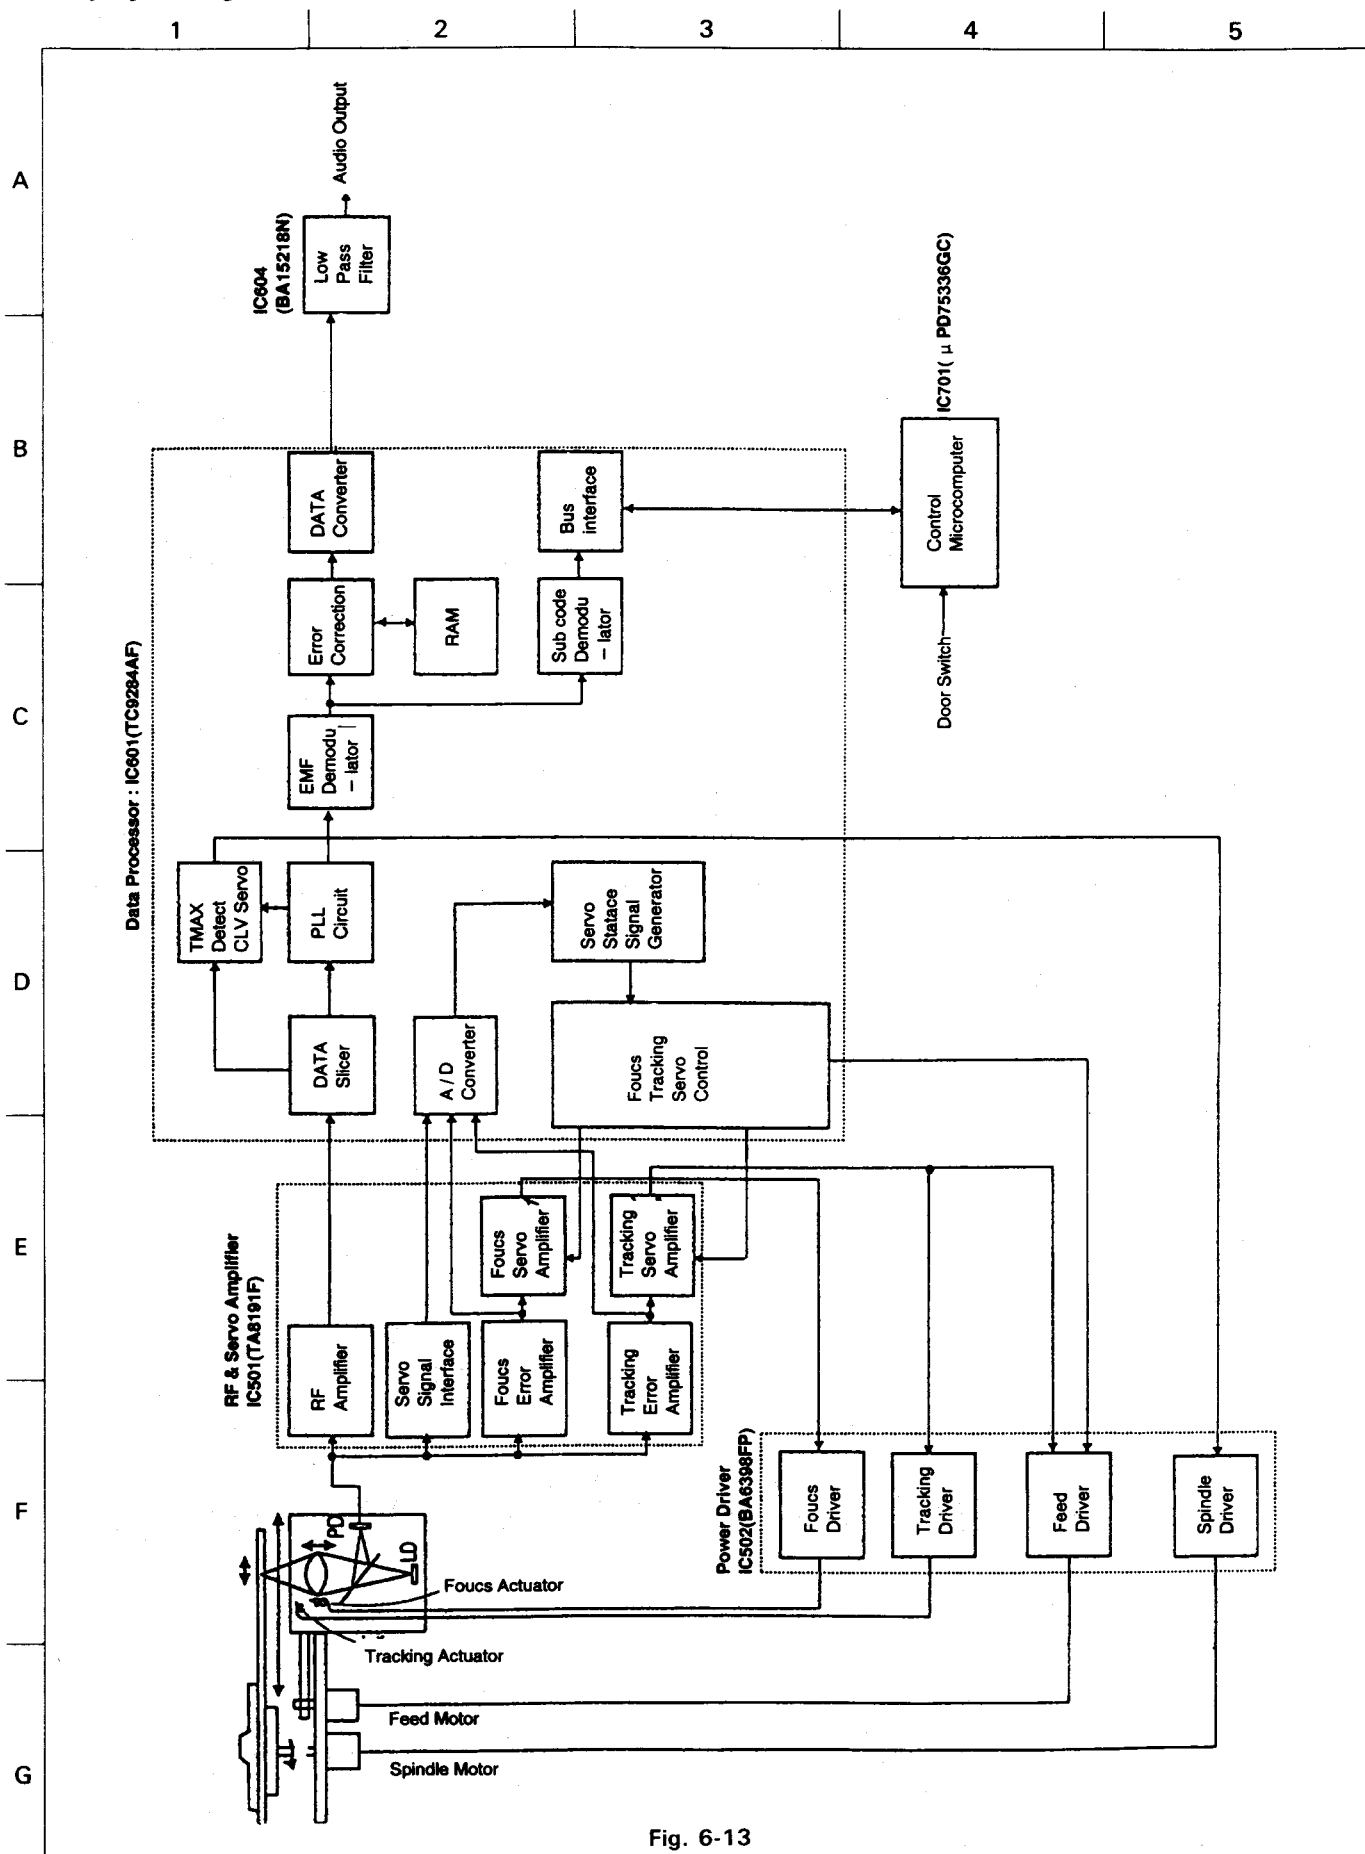 1
2
3
4
5
A
B
C
D
E
F
G
Audio Output
IC604
(BA15218N)
Low
Pass
Filter
IC701( μ PD75336GC)
Control
Microcomputer
Door Switch
Data Processor : IC601(TC9284AF)
DATA
Converter
Bus
interface
Error
Correction
RAM
Sub code
Demodu
– lator
EMF
Demodu
– lator
TMAX
Detect
CLV Servo
PLL
Circuit
Servo
Statace
Signal
Generator
DATA
Slicer
A / D
Converter
Foucs
Tracking
Servo
Control
RF & Servo Amplifier
IC501(TA8191F)
Foucs
Servo
Amplifier
Tracking
Servo
Amplifier
RF
Amplifier
Servo
Signal
Interface
Foucs
Error
Amplifier
Tracking
Error
Amplifier
Power Driver
IC502(BA6398FP)
Foucs
Driver
Tracking
Driver
Feed
Driver
Spindle
Driver
PD
LD
Foucs Actuator
Tracking Actuator
Feed Motor
Spindle Motor
Fig. 6-13